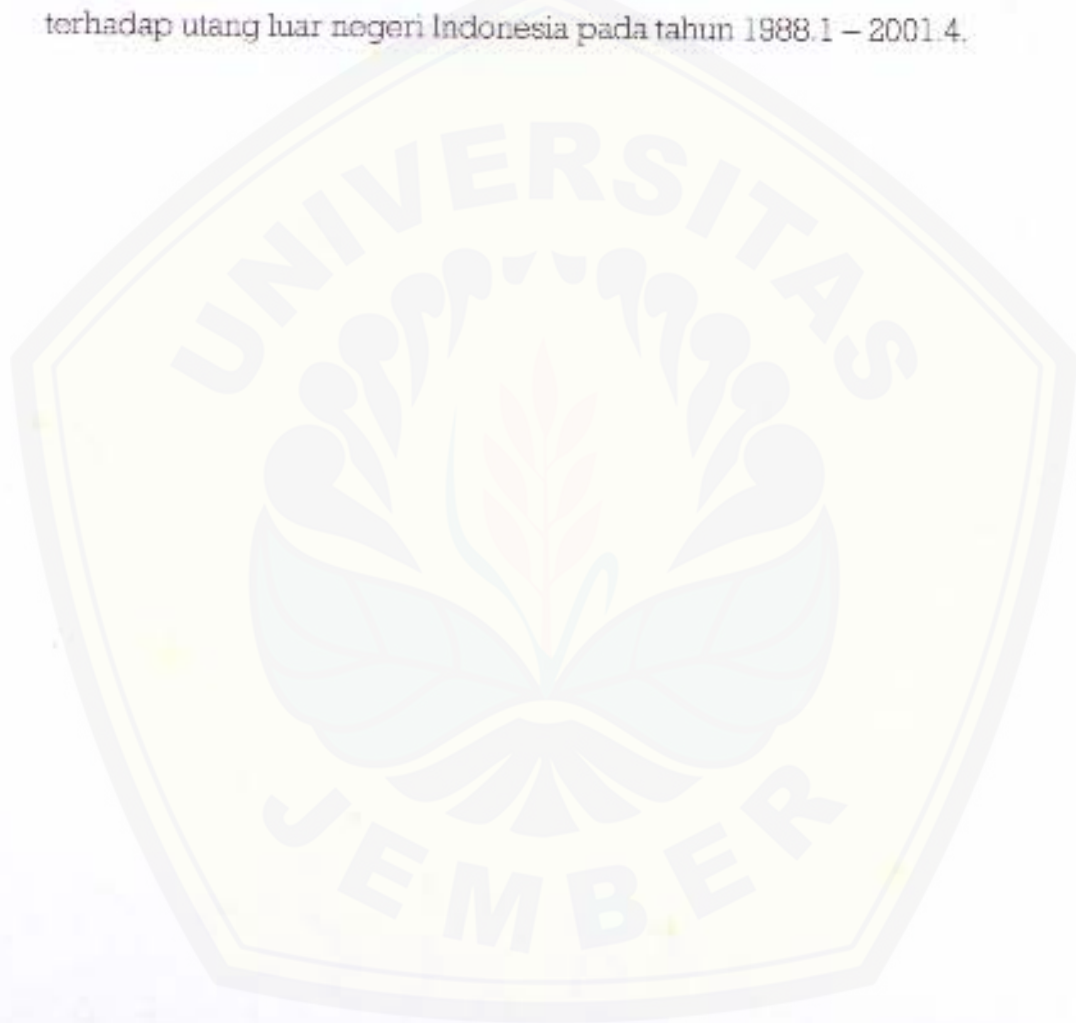 terhadap utang luar negeri Indonesia pada tahun 1988.1 – 2001.4.
UNIVERSITAS
JEMBER